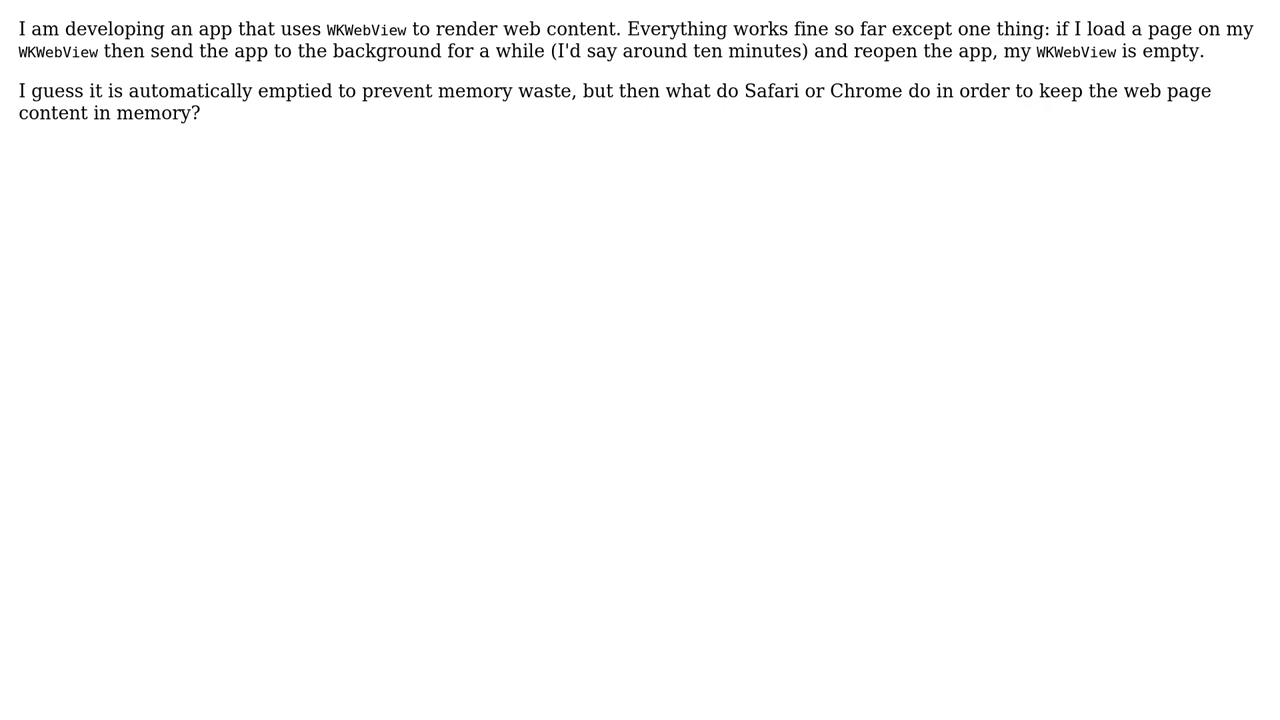 I am developing an app that uses WKWebView to render web content. Everything works fine so far except one thing: if I load a page on my
WKWebView then send the app to the background for a while (I'd say around ten minutes) and reopen the app, my WKWebView is empty.
I guess it is automatically emptied to prevent memory waste, but then what do Safari or Chrome do in order to keep the web page
content in memory?